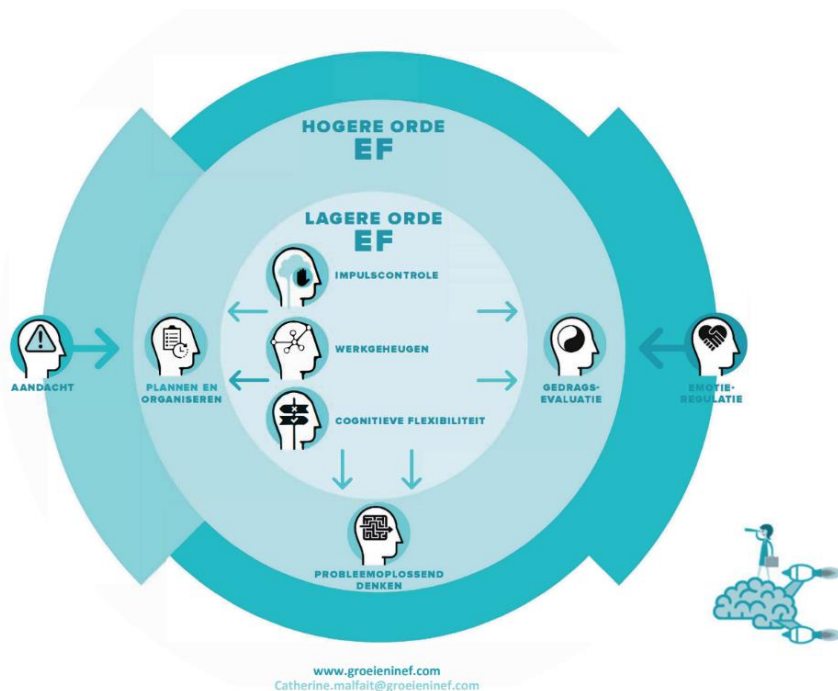 HOGERE ORDE
EF
LAGERE ORDE
EF
IMPULSCONTROLE
WERKGEHEUGEN
COGNITIEVE FLEXIBILITEIT
AANDACHT
PLANNEN EN
ORGANISEREN
GEDRAGS-
EVALUATIE
EMOTIE-
REGULATIE
PROBLEEMOPLOSSEND
DENKEN
www.groeieninef.com
Catherine.malfait@groeieninef.com